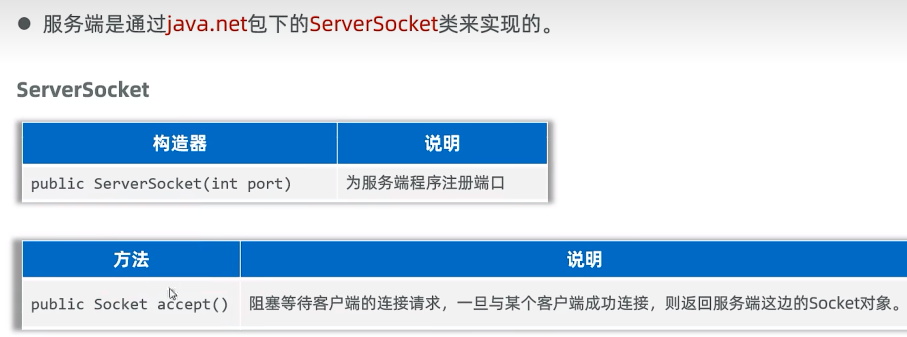 ● 服务端是通过java.net包下的ServerSocket类来实现的。
ServerSocket
构造器 说明
public ServerSocket(int port) 为服务端程序注册端口
方法 说明
public Socket accept() 阻塞等待客户端的连接请求，一旦与某个客户端成功连接，则返回服务端这边的Socket对象。